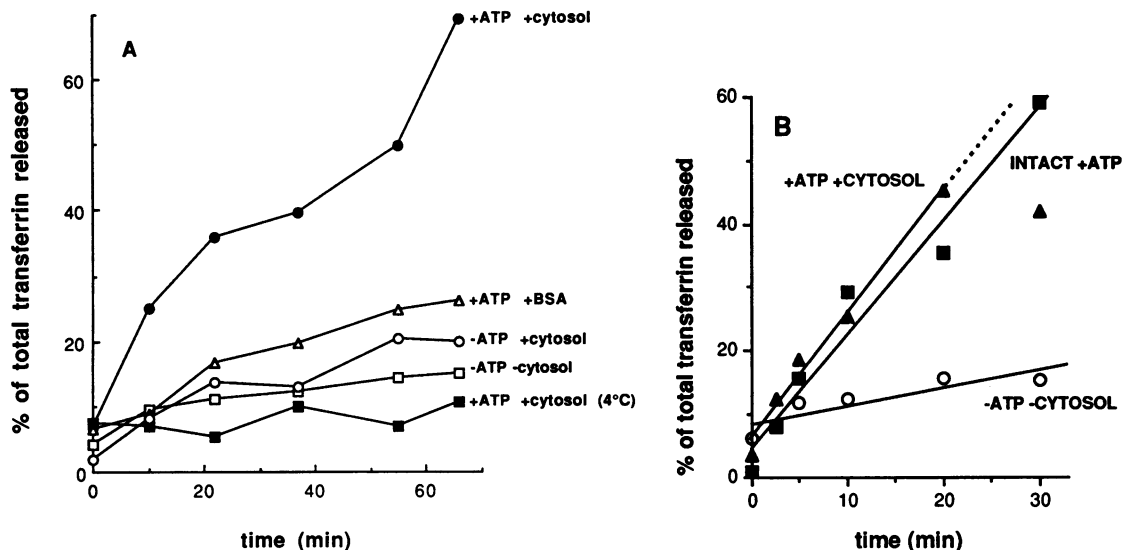 A
% of total transferrin released
60
40
20
0
+ATP +cytosol
+ATP +BSA
-ATP +cytosol
-ATP -cytosol
+ATP +cytosol (4°C)
0 20 40 60
time (min)
B
% of total transferrin released
60
40
20
0
+ATP +CYTOSOL
INTACT +ATP
-ATP -CYTOSOL
0 10 20 30
time (min)